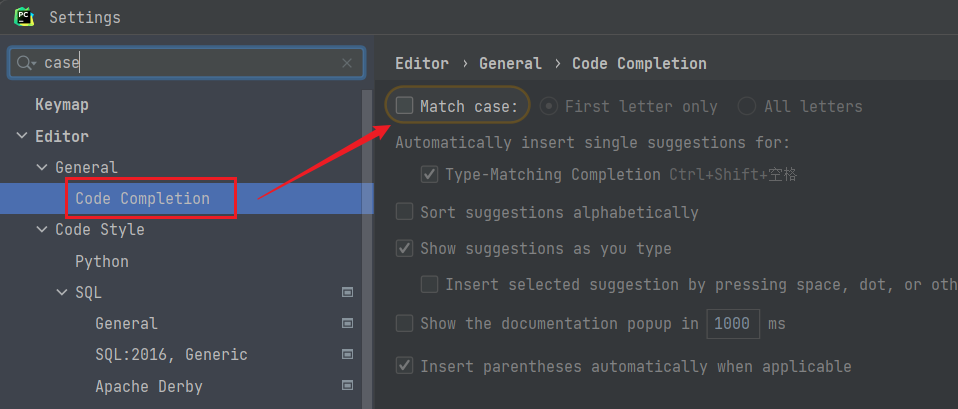 PC
Settings
case
Keymap
Editor
General
Code Completion
Code Style
Python
SQL
General
SQL:2016, Generic
Apache Derby
Editor › General › Code Completion
Match case: First letter only All letters
Automatically insert single suggestions for:
Type-Matching Completion Ctrl+Shift+空格
Sort suggestions alphabetically
Show suggestions as you type
Insert selected suggestion by pressing space, dot, or oth
Show the documentation popup in 1000 ms
Insert parentheses automatically when applicable